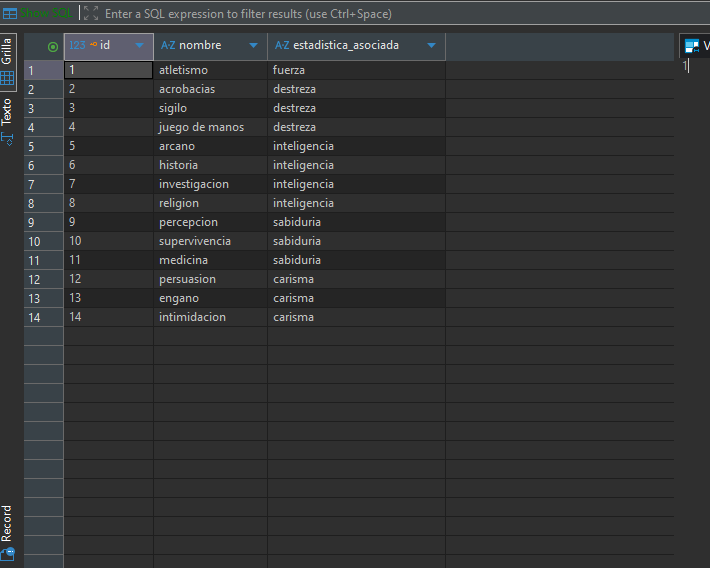 Show SQL Enter a SQL expression to filter results (use Ctrl+Space)
Grilla
Texto
Record
123 id A-Z nombre A-Z estadistica_asociada
1 1 atletismo fuerza
2 2 acrobacias destreza
3 3 sigilo destreza
4 4 juego de manos destreza
5 5 arcano inteligencia
6 6 historia inteligencia
7 7 investigacion inteligencia
8 8 religion inteligencia
9 9 percepcion sabiduria
10 10 supervivencia sabiduria
11 11 medicina sabiduria
12 12 persuasion carisma
13 13 engano carisma
14 14 intimidacion carisma
V
1